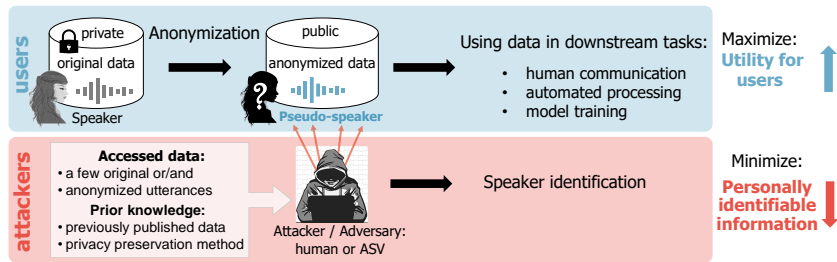 users
private
original data
Speaker
Anonymization
public
anonymized data
?
Pseudo-speaker
Using data in downstream tasks:
• human communication
• automated processing
• model training
Maximize:
Utility for
users
attackers
Accessed data:
• a few original or/and
• anonymized utterances
Prior knowledge:
• previously published data
• privacy preservation method
Attacker / Adversary:
human or ASV
Speaker identification
Minimize:
Personally
identifiable
information